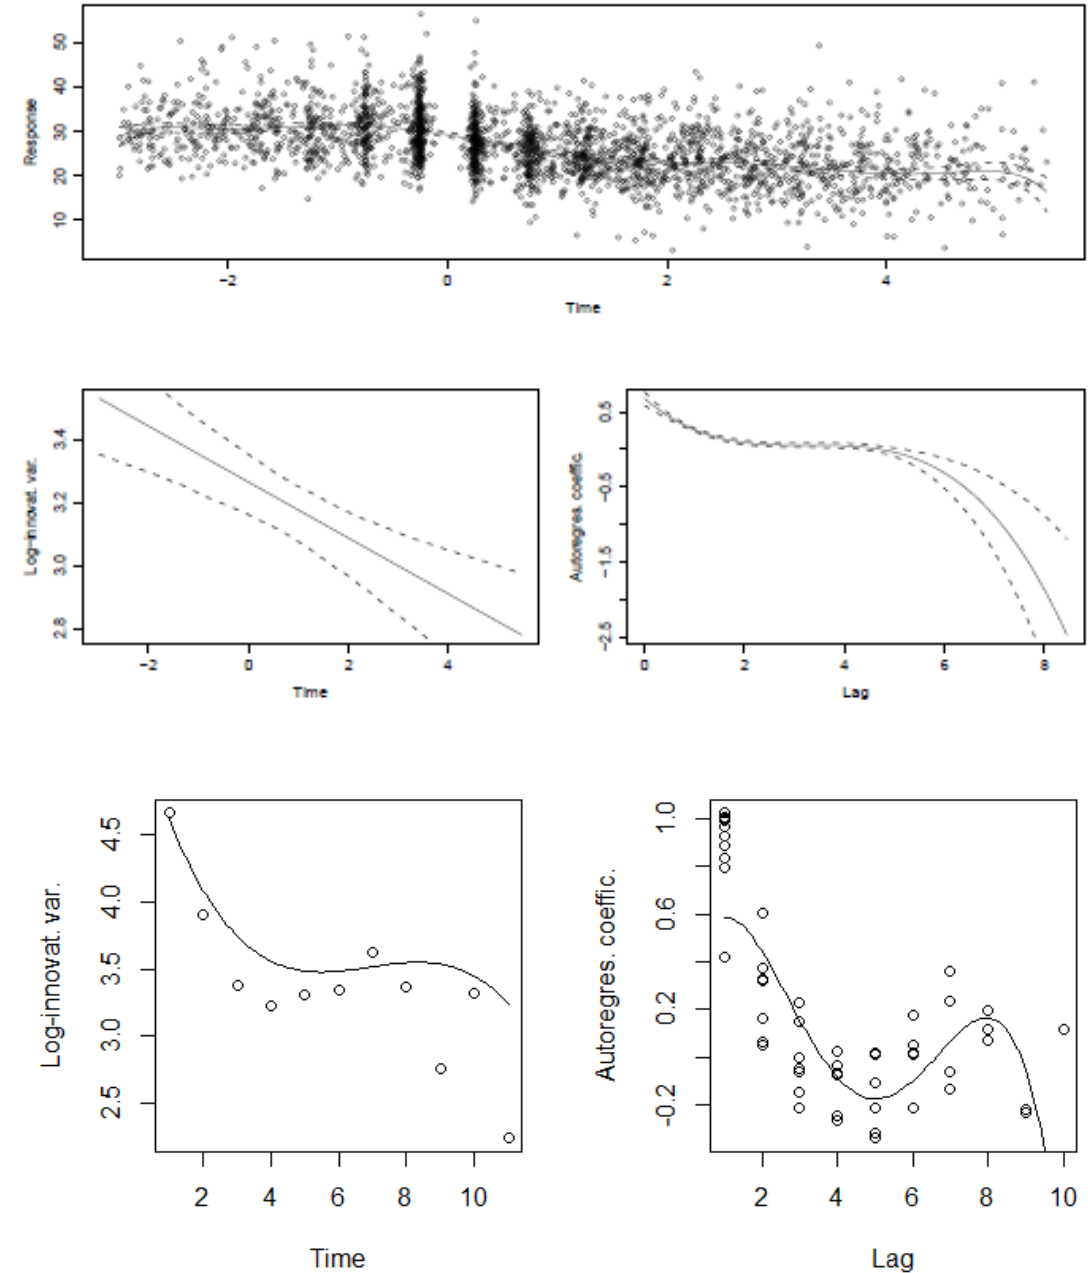 Response
50
40
30
20
10
−2 0 2 4
Time
Log−innovat. var.
3.4
3.2
3.0
2.8
−2 0 2 4
Time
Autoregres. coeffic.
0.5
−0.5
−1.5
−2.5
0 2 4 6 8
Lag
Log-innovat. var.
4.5
4.0
3.5
3.0
2.5
2 4 6 8 10
Time
Autoregres. coeffic.
1.0
0.6
0.2
-0.2
2 4 6 8 10
Lag